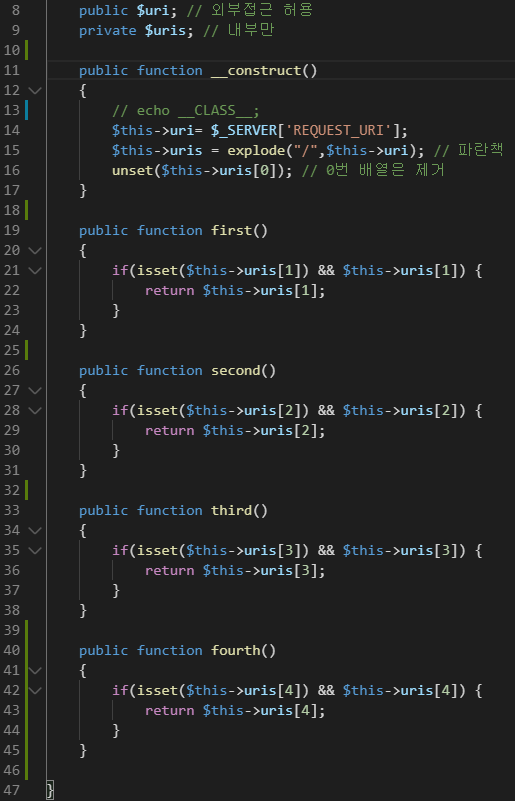 8 public $uri; // 외부접근 허용
9 private $uris; // 내부만
10
11 public function __construct()
12 {
13 // echo __CLASS__;
14 $this->uri= $_SERVER['REQUEST_URI'];
15 $this->uris = explode("/",$this->uri); // 파란책
16 unset($this->uris[0]); // 0번 배열은 제거
17 }
18
19 public function first()
20 {
21 if(isset($this->uris[1]) && $this->uris[1]) {
22 return $this->uris[1];
23 }
24 }
25
26 public function second()
27 {
28 if(isset($this->uris[2]) && $this->uris[2]) {
29 return $this->uris[2];
30 }
31 }
32
33 public function third()
34 {
35 if(isset($this->uris[3]) && $this->uris[3]) {
36 return $this->uris[3];
37 }
38 }
39
40 public function fourth()
41 {
42 if(isset($this->uris[4]) && $this->uris[4]) {
43 return $this->uris[4];
44 }
45 }
46
47 }